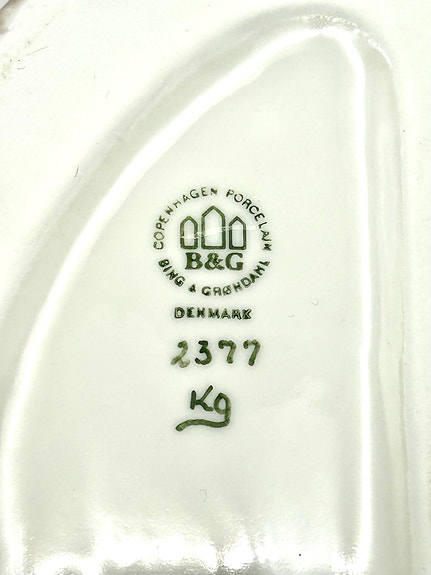 COPENHAGEN PORCELAIN
B&G
BING & GRØNDAHL
DENMARK
2377
Kg